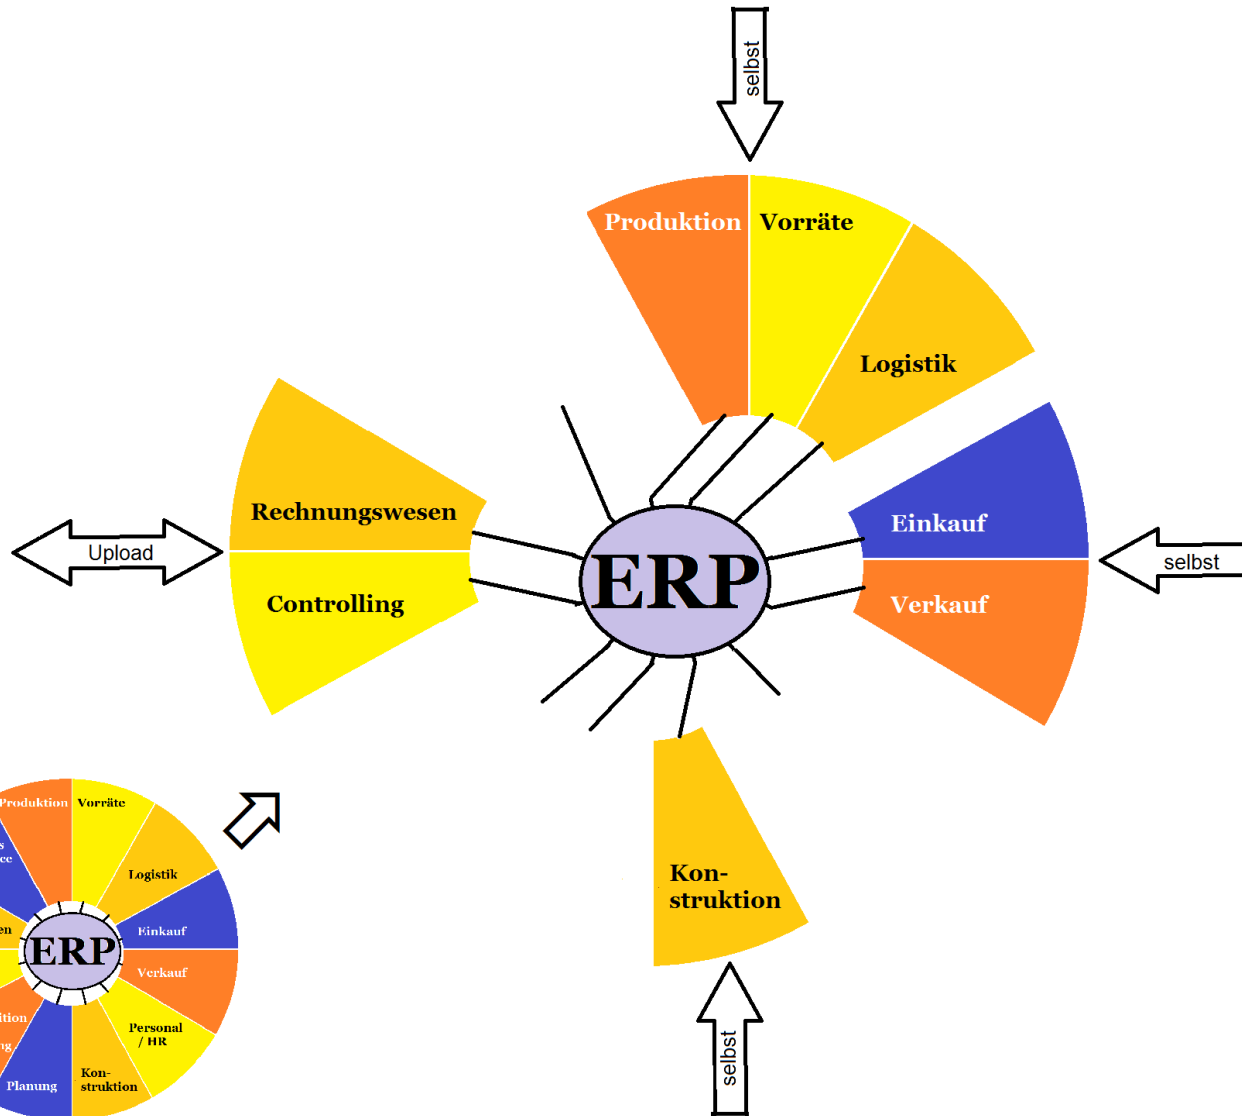 selbst
Produktion
Vorräte
Logistik
Rechnungswesen
Einkauf
Upload
selbst
ERP
Controlling
Verkauf
Kon-
struktion
selbst
Produktion
Vorräte
Logistik
Einkauf
ERP
Verkauf
Personal
/ HR
Kon-
struktion
Planung